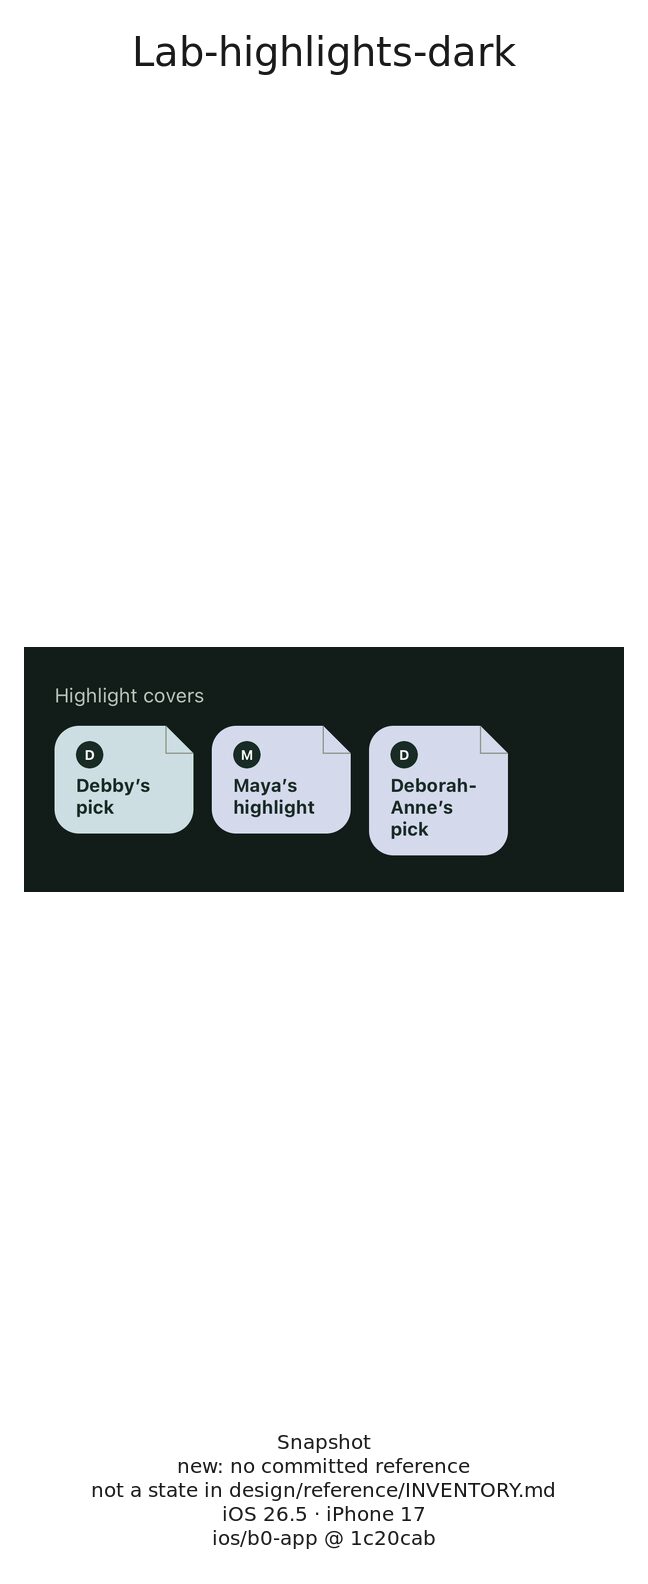 Lab-highlights-dark
Highlight covers
D
Debby’s
pick
M
Maya’s
highlight
D
Deborah-
Anne’s
pick
Snapshot
new: no committed reference
not a state in design/reference/INVENTORY.md
iOS 26.5 · iPhone 17
ios/b0-app @ 1c20cab